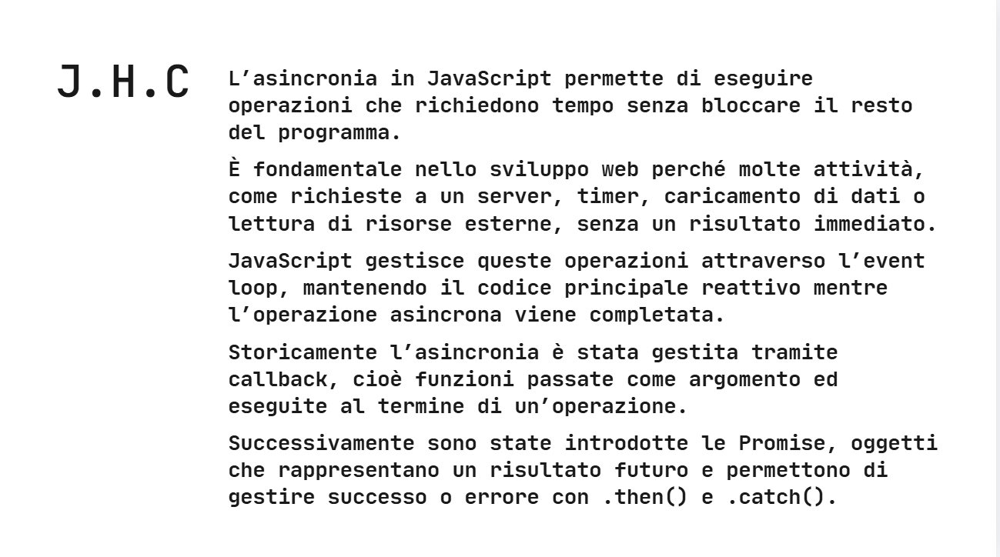 J.H.C
L’asincronia in JavaScript permette di eseguire
operazioni che richiedono tempo senza bloccare il resto
del programma.
È fondamentale nello sviluppo web perché molte attività,
come richieste a un server, timer, caricamento di dati o
lettura di risorse esterne, senza un risultato immediato.
JavaScript gestisce queste operazioni attraverso l’event
loop, mantenendo il codice principale reattivo mentre
l’operazione asincrona viene completata.
Storicamente l’asincronia è stata gestita tramite
callback, cioè funzioni passate come argomento ed
eseguite al termine di un’operazione.
Successivamente sono state introdotte le Promise, oggetti
che rappresentano un risultato futuro e permettono di
gestire successo o errore con .then() e .catch().